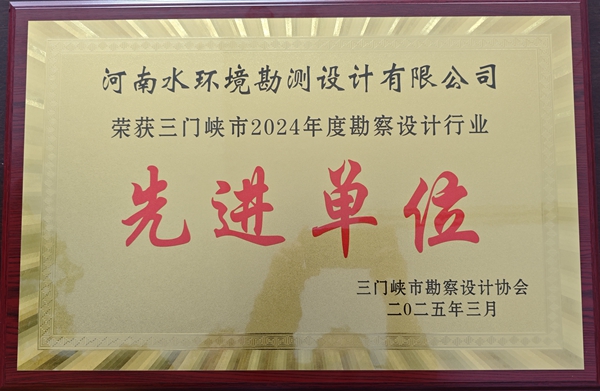 河南水环境勘测设计有限公司
荣获三门峡市2024年度勘察设计行业
先进单位
三门峡市勘察设计协会
二〇二五年三月